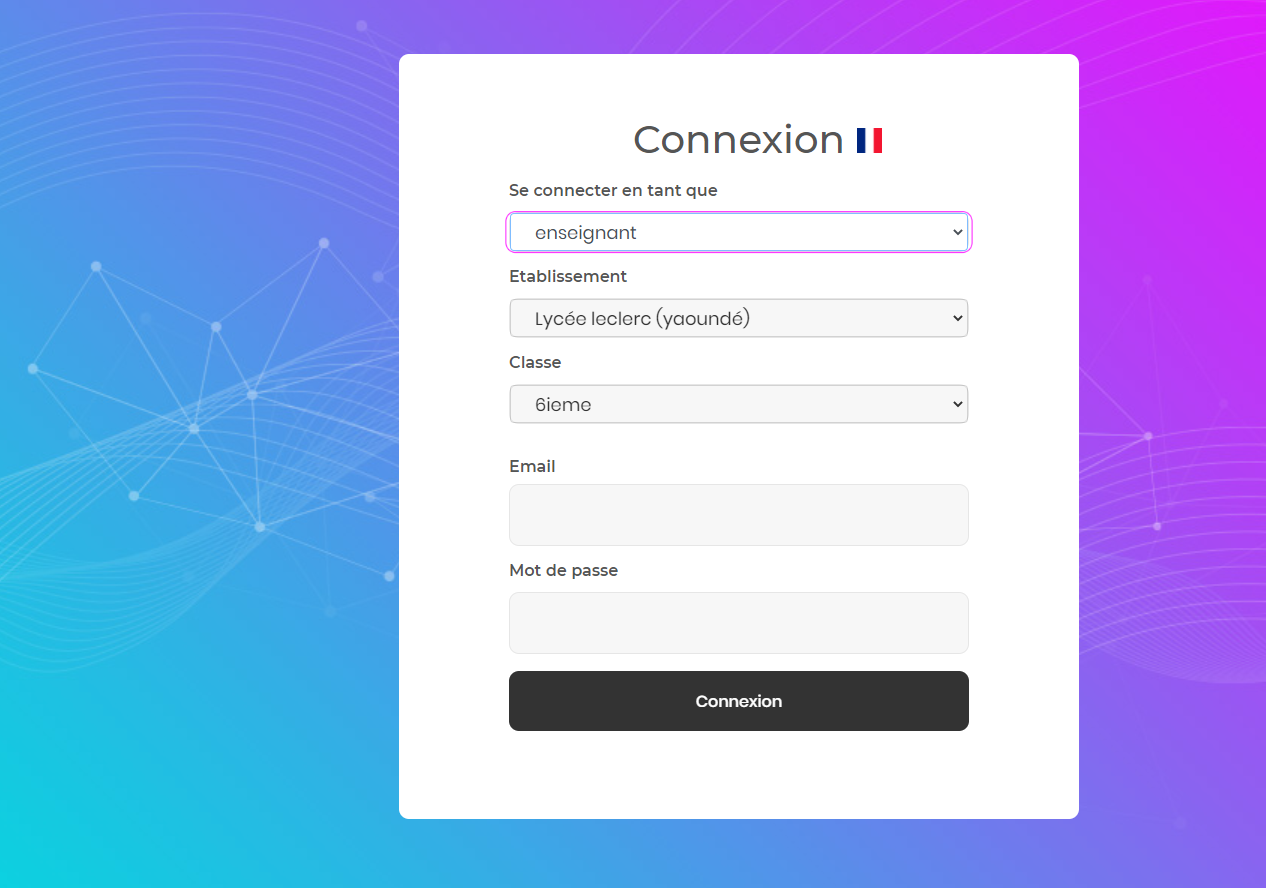 Connexion
Se connecter en tant que
enseignant
Etablissement
Lycée leclerc (yaoundé)
Classe
6ieme
Email
Mot de passe
Connexion